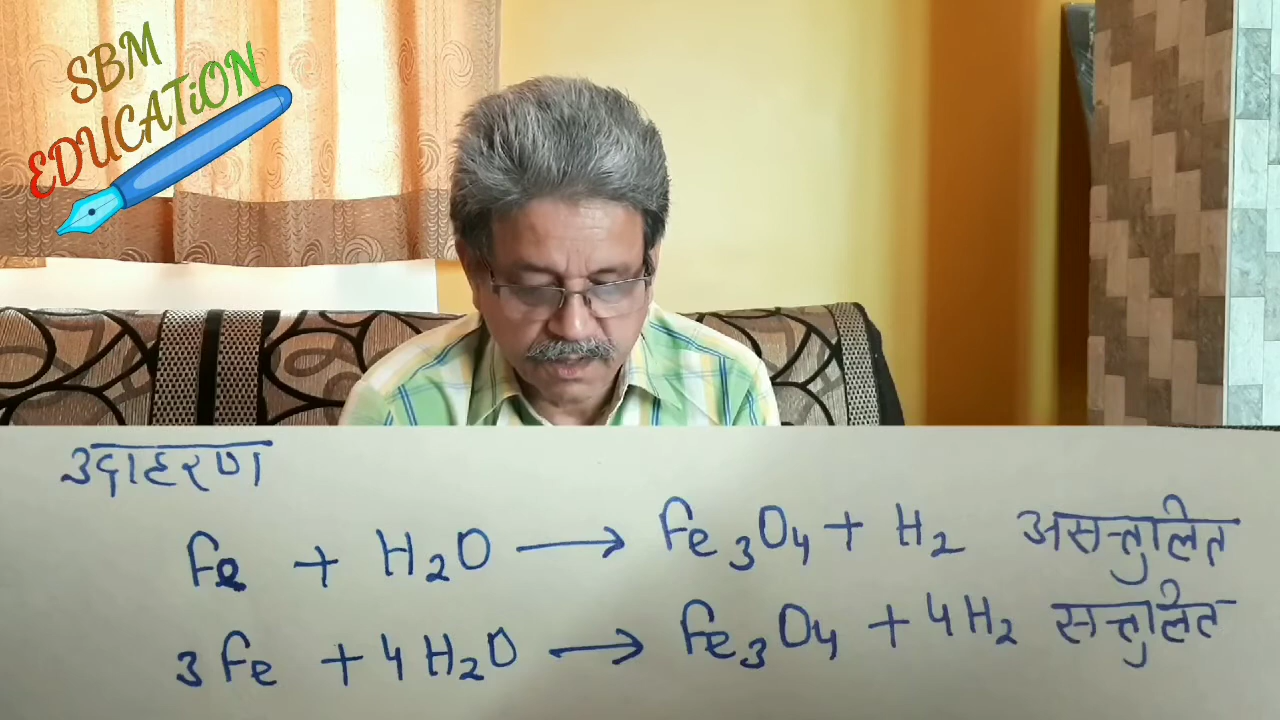 SBM
EDUCATiON
उदाहरण
Fe + H₂O → Fe₃O₄ + H₂ असन्तुलित
3Fe + 4H₂O → Fe₃O₄ + 4H₂ सन्तुलित